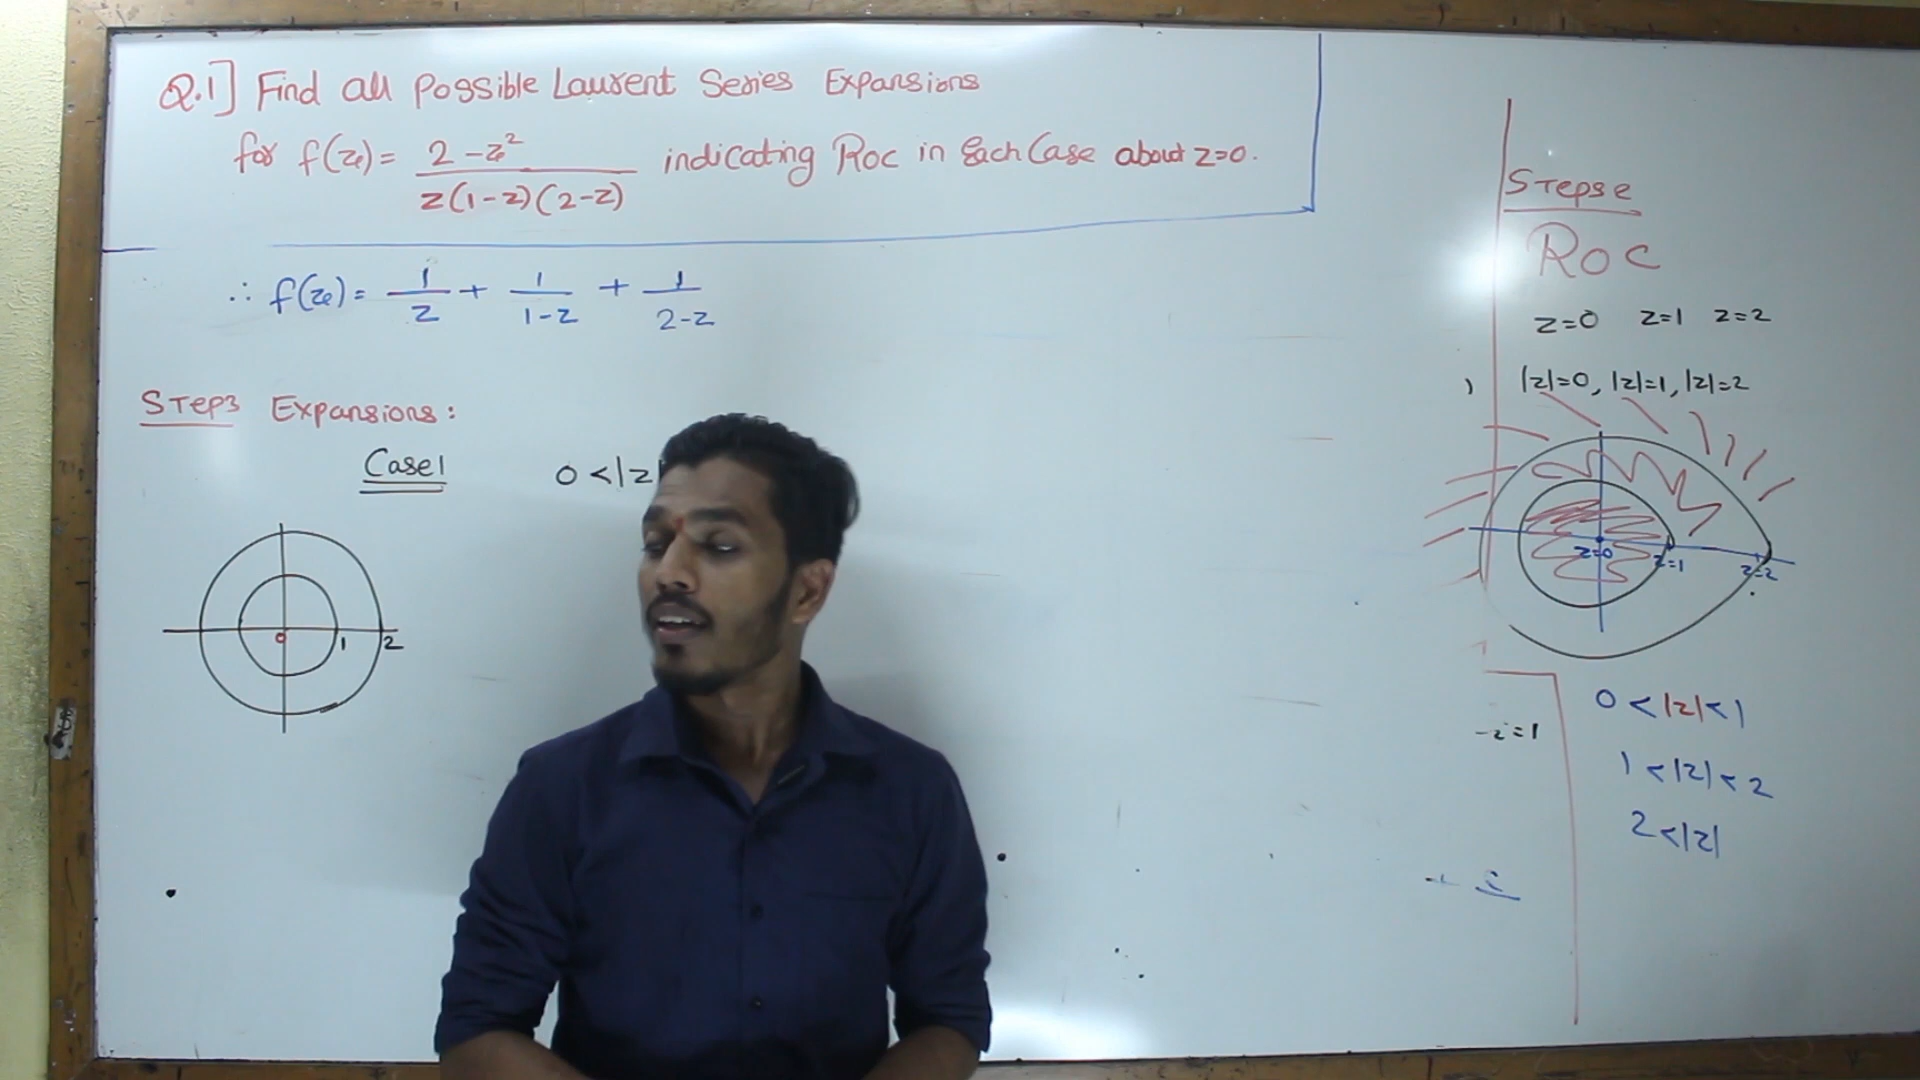 Q.1] Find all possible Laurent Series Expansions
for f(z) = 2 - z² / z(1-z)(2-z) indicating Roc in Each Case about z=0.
∴ f(z) = 1/z + 1/1-z + 1/2-z
STEP3 Expansions:
Case1 0 <|z|
0 1 2
Roc
z=0 z=1 z=2
|z|=0, |z|=1, |z|=2
z=0 z=1 z=2
0 < |z| < 1
1 < |z| < 2
2 < |z|